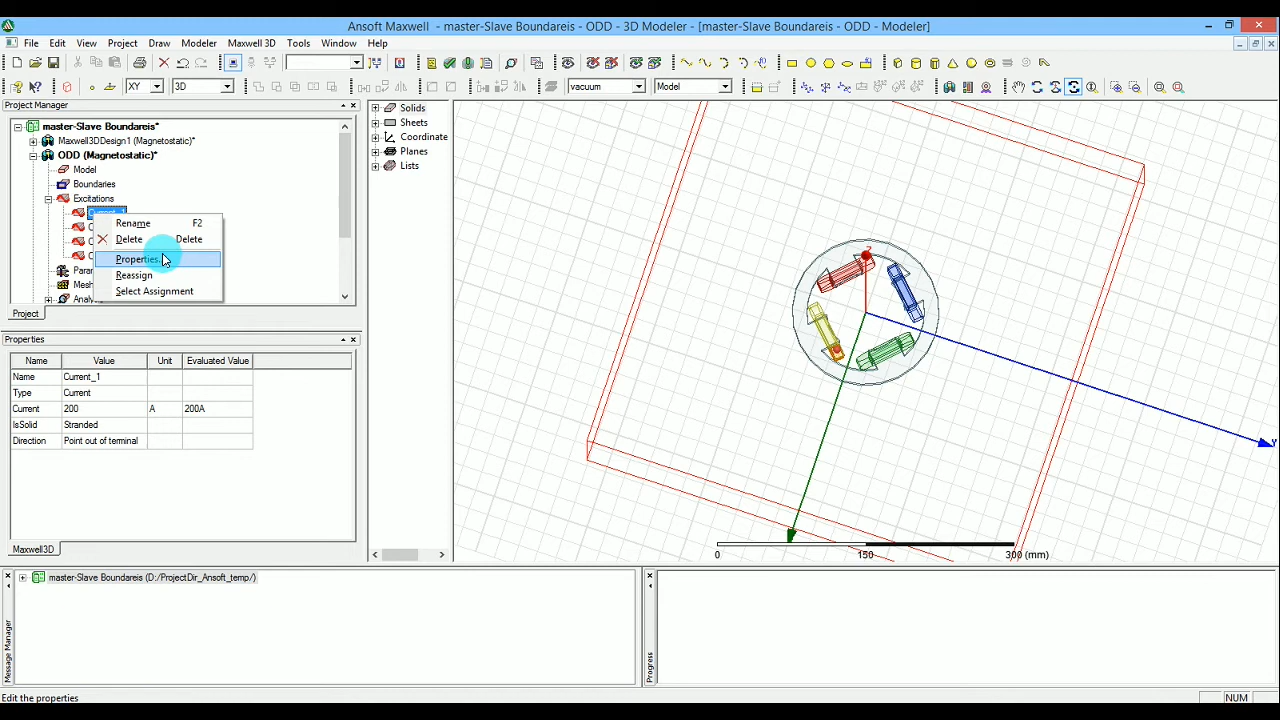 Ansoft Maxwell - master-Slave Boundareis - ODD - 3D Modeler - [master-Slave Boundareis - ODD - Modeler]
File Edit View Project Draw Modeler Maxwell 3D Tools Window Help
XY 3D vacuum Model
Project Manager
master-Slave Boundareis*
Maxwell3DDesign1 (Magnetostatic)*
ODD (Magnetostatic)*
Model
Boundaries
Excitations
Current_1
Rename F2
Delete Delete
Properties...
Reassign
Select Assignment
Project
Solids
Sheets
Coordinate
Planes
Lists
Properties
Name Value Unit Evaluated Value
Name Current_1
Type Current
Current 200 A 200A
IsSolid Stranded
Direction Point out of terminal
Maxwell3D
0 150 300 (mm)
master-Slave Boundareis (D:/ProjectDir_Ansoft_temp/)
Message Manager
Progress
Edit the properties
NUM